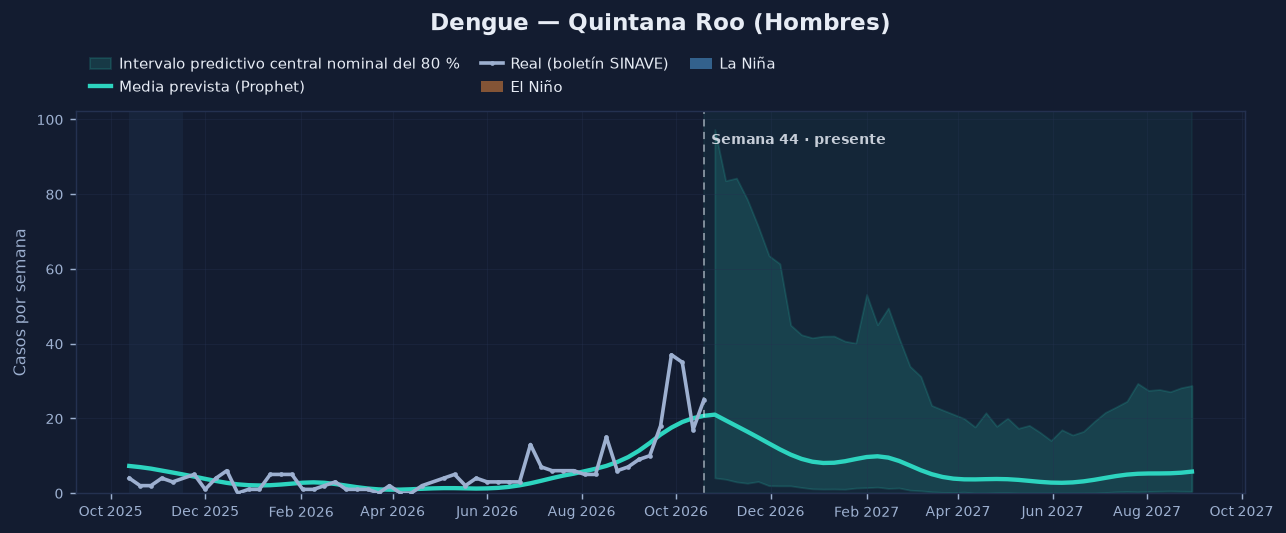 Dengue — Quintana Roo (Hombres)
Intervalo predictivo central nominal del 80 %
Real (boletín SINAVE)
La Niña
Media prevista (Prophet)
El Niño
Semana 44 · presente
Casos por semana
100
80
60
40
20
0
Oct 2025
Dec 2025
Feb 2026
Apr 2026
Jun 2026
Aug 2026
Oct 2026
Dec 2026
Feb 2027
Apr 2027
Jun 2027
Aug 2027
Oct 2027